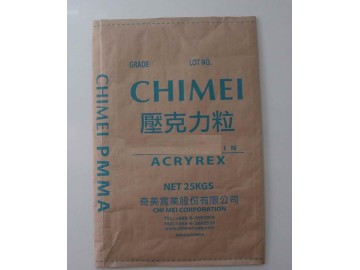 GRADE LOT NO.
CHIMEI
壓克力粒
IN
ACRYREX
NET 25KGS
奇美實業股份有限公司
CHI MEI CORPORATION
CHIMEI PMMA